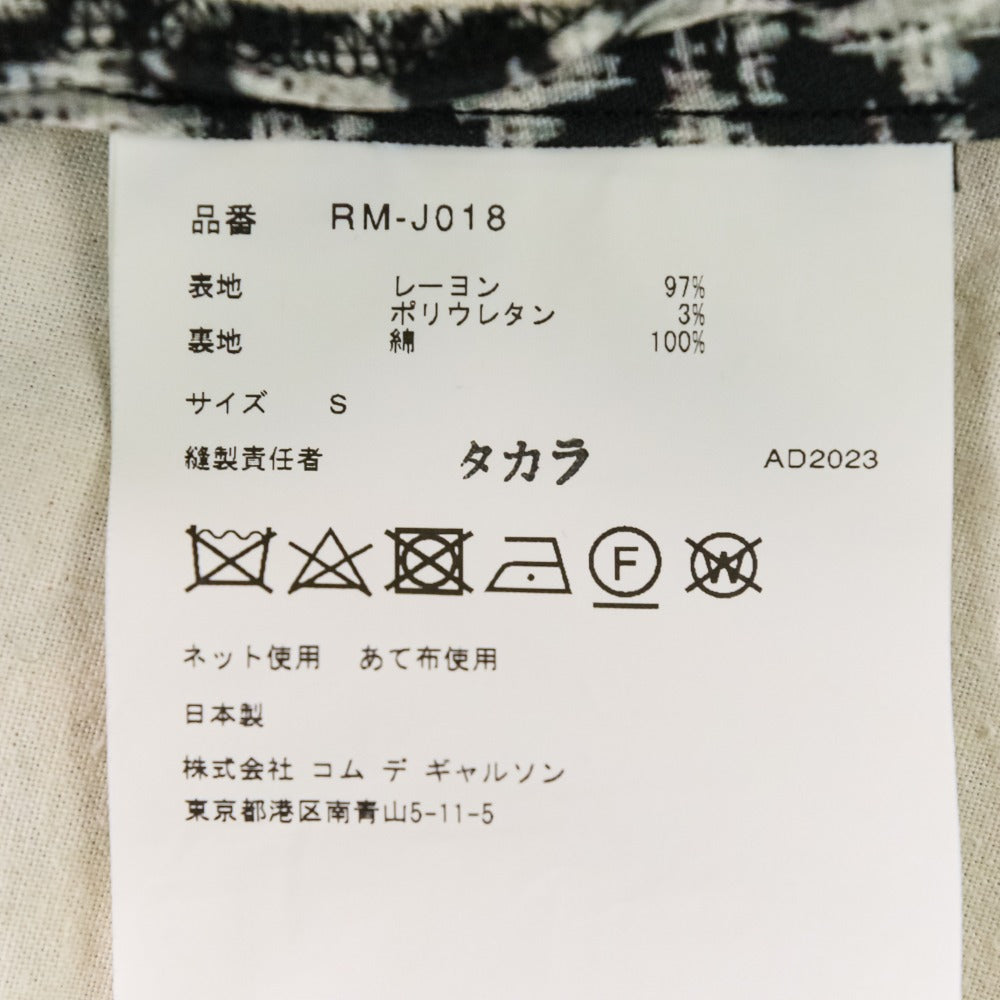 品番 RM-J018
表地 レーヨン 97%
ポリウレタン 3%
裏地 綿 100%
サイズ S
縫製責任者 タカラ AD2023
F W
ネット使用 あて布使用
日本製
株式会社 コム デ ギャルソン
東京都港区南青山5-11-5